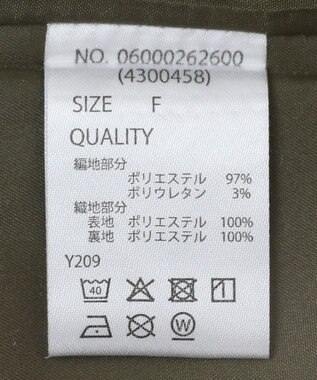 NO. 06000262600
(4300458)
SIZE F
QUALITY
編地部分
ポリエステル 97%
ポリウレタン 3%
織地部分
表地 ポリエステル 100%
裏地 ポリエステル 100%
Y209
40
W